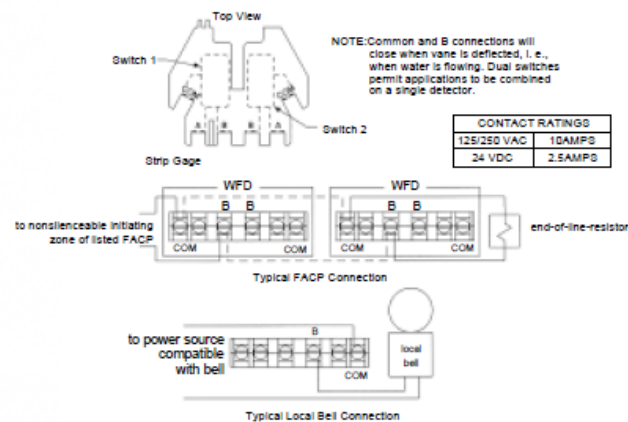 Top View
NOTE:Common and B connections will
close when vane is deflected, I. e.,
when water is flowing. Dual switches
permit applications to be combined
on a single detector.
Switch 1
Switch 2
A B B A
Strip Gage
CONTACT RATINGS
125/250 VAC 10AMPS
24 VDC 2.5AMPS
WFD
WFD
B B
B B
to nonsilenceable initiating
zone of listed FACP
COM COM
COM COM
end-of-line-resistor
Typical FACP Connection
B
to power source
compatible
with bell
COM
local
bell
Typical Local Bell Connection